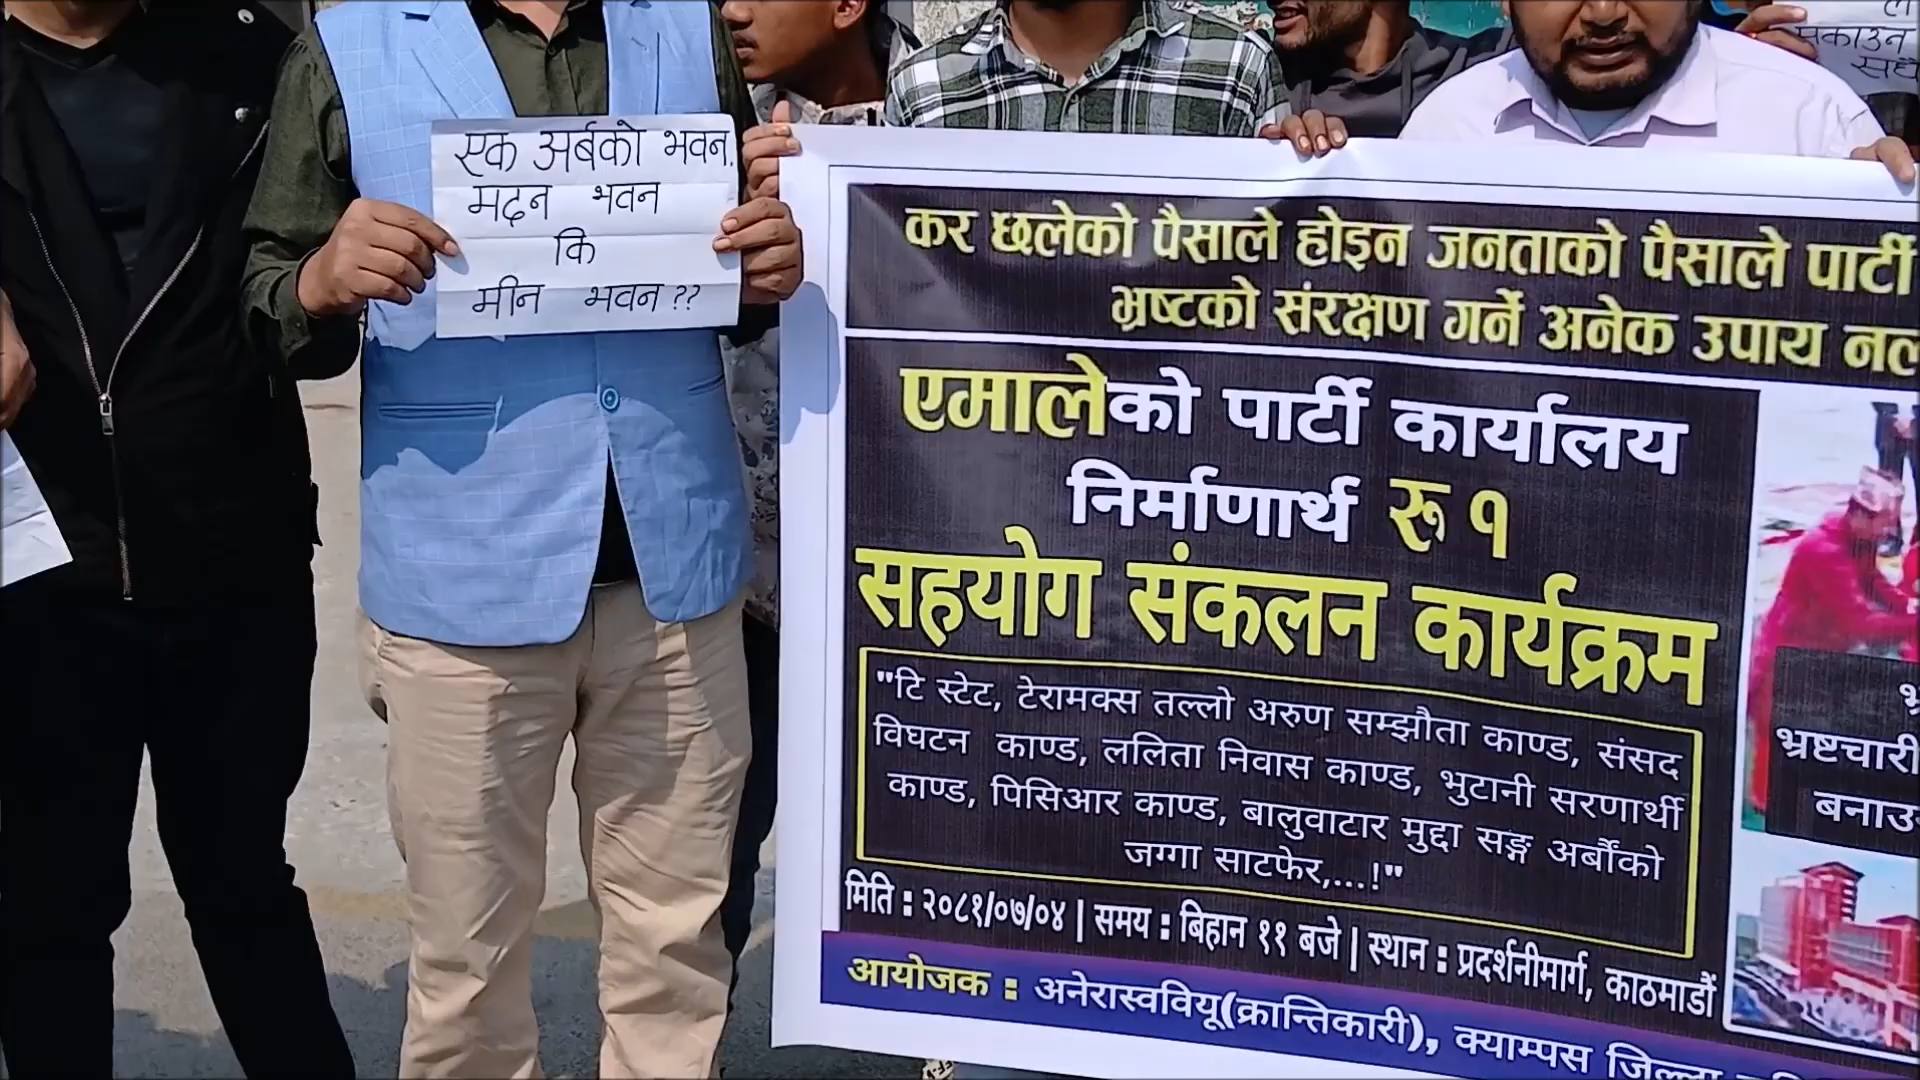 एक अर्बको भवन.
मदन भवन
कि
मीन भवन ??
कर छलेको पैसाले होइन जनताको पैसाले पार्टी
भ्रष्टको संरक्षण गर्ने अनेक उपाय
एमालेको पार्टी कार्यालय
निर्माणार्थ रू १
सहयोग संकलन कार्यक्रम
"टि स्टेट, टेरामक्स तल्लो अरुण सम्झौता काण्ड, संसद
विघटन काण्ड, ललिता निवास काण्ड, भुटानी सरणार्थी
काण्ड, पिसिआर काण्ड, बालुवाटार मुद्दा सङ्ग अर्बौंको
जग्गा साटफेर,...!"
मिति : २०८१/०७/०४ | समय : बिहान ११ बजे | स्थान : प्रदर्शनीमार्ग, काठमाडौं
आयोजक : अनेरास्ववियू(क्रान्तिकारी), क्याम्पस जिल्ला
भ्रष्टचारी